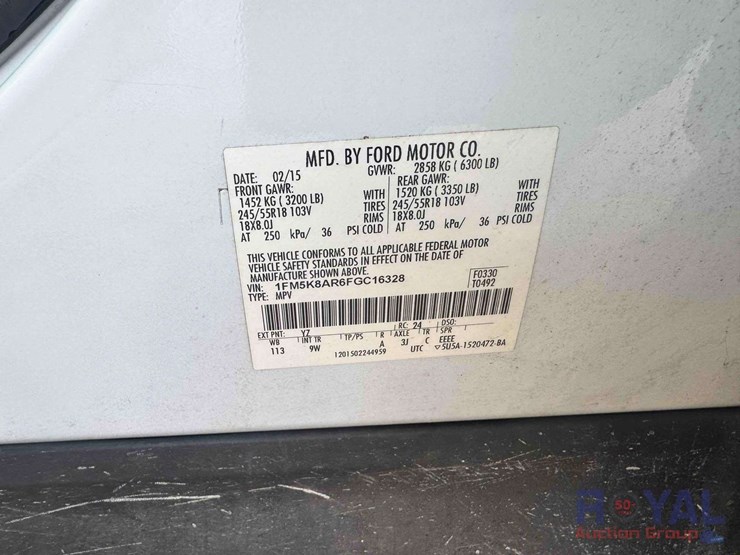 MFD. BY FORD MOTOR CO.
DATE: 02/15 GVWR: 2858 KG ( 6300 LB)
FRONT GAWR: REAR GAWR:
1452 KG ( 3200 LB) WITH 1520 KG ( 3350 LB) WITH
245/55R18 103V TIRES 245/55R18 103V TIRES
18X8.0J RIMS 18X8.0J RIMS
AT 250 kPa/ 36 PSI COLD AT 250 kPa/ 36 PSI COLD
THIS VEHICLE CONFORMS TO ALL APPLICABLE FEDERAL MOTOR
VEHICLE SAFETY STANDARDS IN EFFECT ON THE DATE OF
MANUFACTURE SHOWN ABOVE.
VIN: 1FM5K8AR6FGC16328 F0330
TYPE: MPV T0492
EXT PNT: Y7 RC: 24 DSO:
WB INT TR TP/PS R AXLE TR SPR
113 9W A 3J C EEEE
1201502244959 UTC ▽5U5A-1520472-BA
50
ROYAL
Auction Group